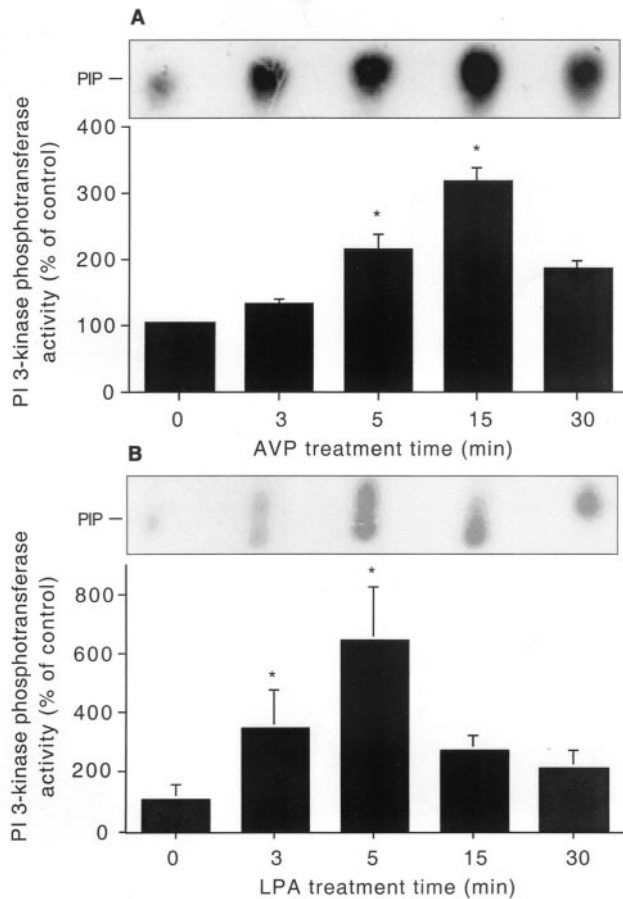 A
PIP
400
300
200
100
0
PI 3-kinase phosphotransferase
activity (% of control)
*
*
0 3 5 15 30
AVP treatment time (min)
B
PIP
800
600
400
200
0
PI 3-kinase phosphotransferase
activity (% of control)
*
*
0 3 5 15 30
LPA treatment time (min)